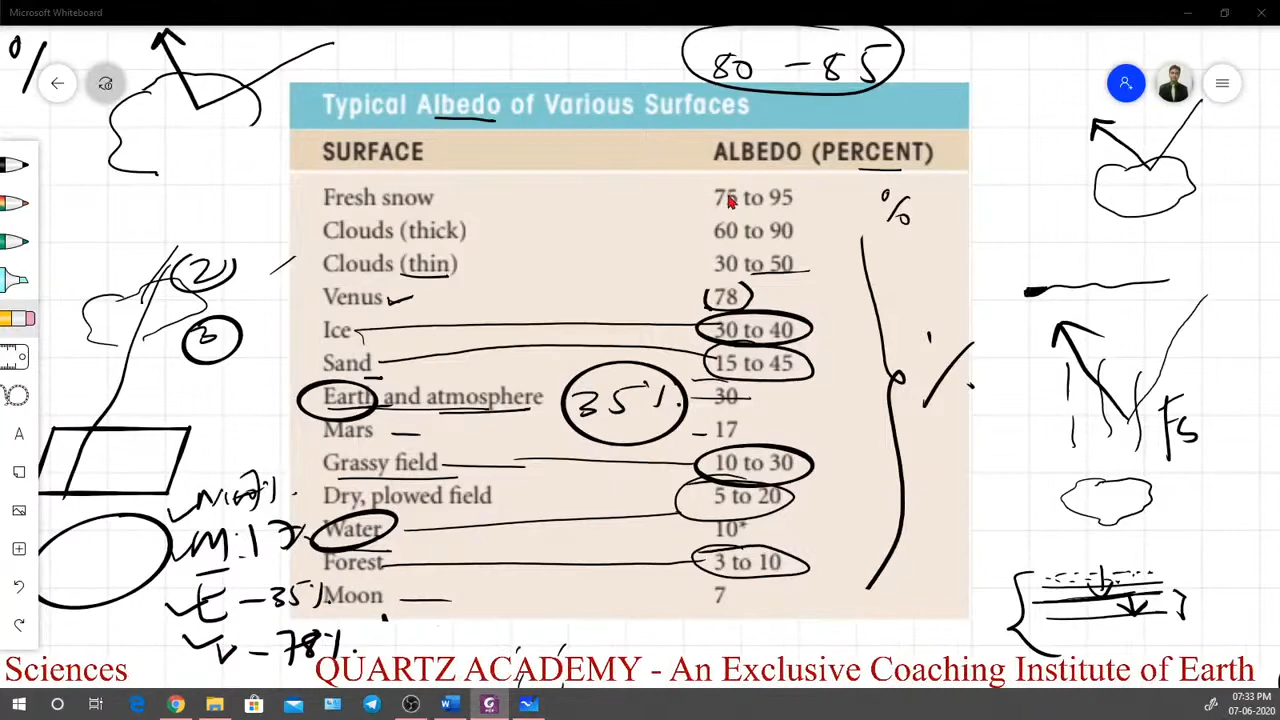 Microsoft Whiteboard
%
80 - 85
Typical Albedo of Various Surfaces
SURFACE ALBEDO (PERCENT)
Fresh snow 75 to 95
%
Clouds (thick) 60 to 90
Clouds (thin) 30 to 50
(2)
Venus 78
Ice 30 to 40
3
Sand 15 to 45
Earth and atmosphere 30
35%.
%
Mars 17
Fs
Grassy field 10 to 30
Dry, plowed field 5 to 20
Water 10*
M: 17
Forest 3 to 10
E - 35%.
Moon 7
V - 78%.
Sciences QUARTZ ACADEMY - An Exclusive Coaching Institute of Earth
07:33 PM
07-06-2020